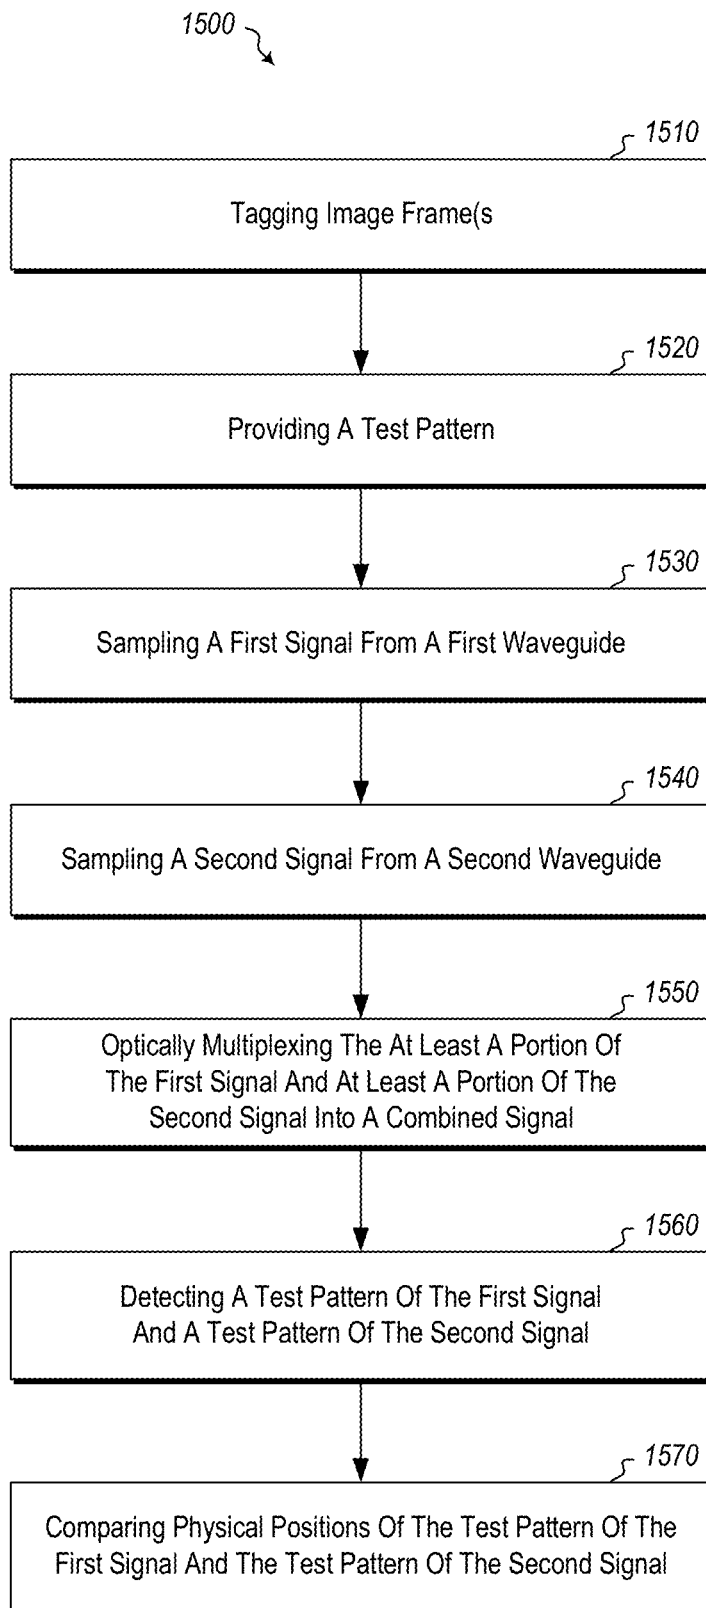 1500
1510
Tagging Image Frame(s
1520
Providing A Test Pattern
1530
Sampling A First Signal From A First Waveguide
1540
Sampling A Second Signal From A Second Waveguide
1550
Optically Multiplexing The At Least A Portion Of
The First Signal And At Least A Portion Of The
Second Signal Into A Combined Signal
1560
Detecting A Test Pattern Of The First Signal
And A Test Pattern Of The Second Signal
1570
Comparing Physical Positions Of The Test Pattern Of The
First Signal And The Test Pattern Of The Second Signal